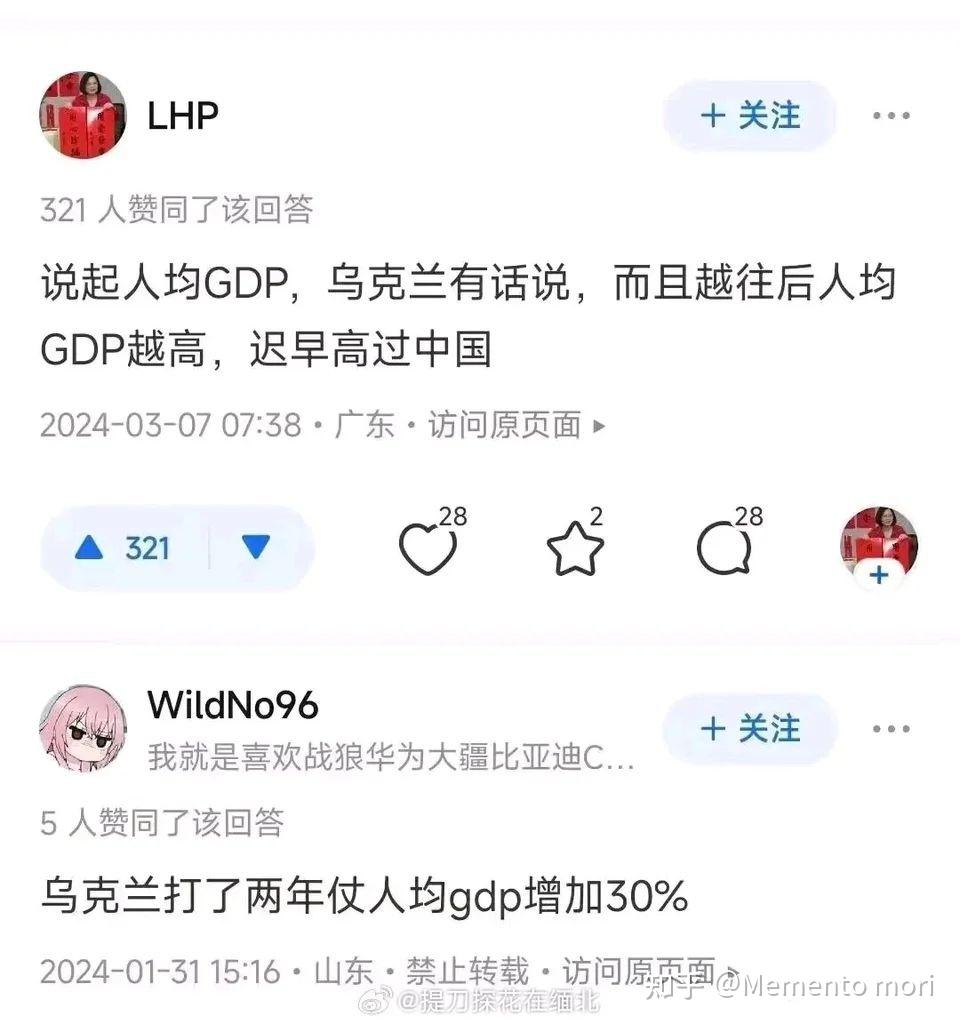 LHP
+ 关注
321 人赞同了该回答
说起人均GDP，乌克兰有话说，而且越往后人均
GDP越高，迟早高过中国
2024-03-07 07:38 · 广东 · 访问原页面
321
28
2
28
WildNo96
+ 关注
我就是喜欢战狼华为大疆比亚迪C...
5 人赞同了该回答
乌克兰打了两年仗人均gdp增加30%
2024-01-31 15:16 · 山东 · 禁止转载 · 访问原页面
知乎 @Memento mori
@提刀探花在缅北